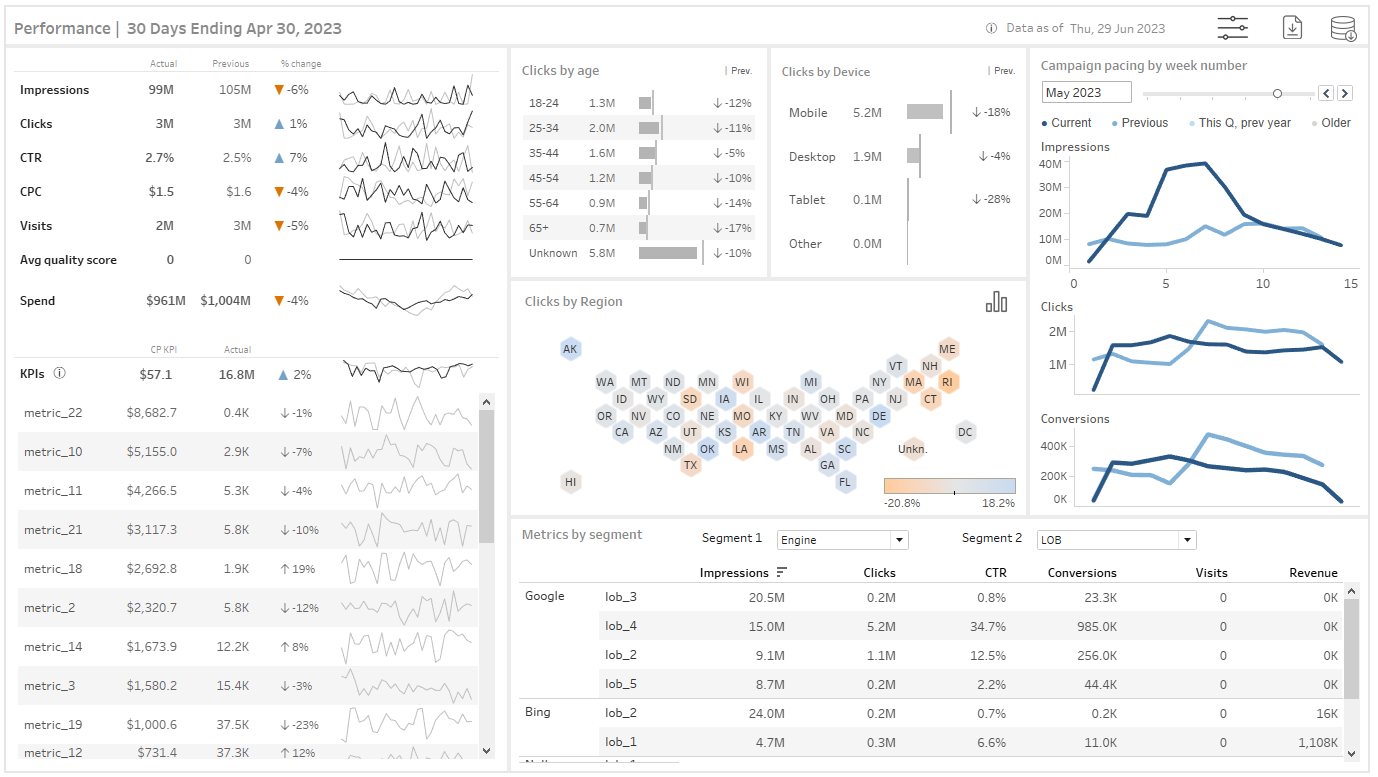 Performance | 30 Days Ending Apr 30, 2023
Data as of Thu, 29 Jun 2023
Actual Previous % change
Impressions 99M 105M ▼ -6%
Clicks 3M 3M ▲ 1%
CTR 2.7% 2.5% ▲ 7%
CPC $1.5 $1.6 ▼ -4%
Visits 2M 3M ▼ -5%
Avg quality score 0 0
Spend $961M $1,004M ▼ -4%
CP KPI Actual
KPIs $57.1 16.8M ▲ 2%
metric_22 $8,682.7 0.4K ↓ -1%
metric_10 $5,155.0 2.9K ↓ -7%
metric_11 $4,266.5 5.3K ↓ -4%
metric_21 $3,117.3 5.8K ↓ -10%
metric_18 $2,692.8 1.9K ↑ 19%
metric_2 $2,320.7 5.8K ↓ -12%
metric_14 $1,673.9 12.2K ↑ 8%
metric_3 $1,580.2 15.4K ↓ -3%
metric_19 $1,000.6 37.5K ↓ -23%
metric_12 $731.4 37.3K ↑ 12%
Clicks by age | Prev.
18-24 1.3M ↓ -12%
25-34 2.0M ↓ -11%
35-44 1.6M ↓ -5%
45-54 1.2M ↓ -10%
55-64 0.9M ↓ -14%
65+ 0.7M ↓ -17%
Unknown 5.8M ↓ -10%
Clicks by Device | Prev.
Mobile 5.2M ↓ -18%
Desktop 1.9M ↓ -4%
Tablet 0.1M ↓ -28%
Other 0.0M
Clicks by Region
AK ME
VT NH
WA MT ND MN WI MI NY MA RI
ID WY SD IA IL IN OH PA NJ CT
OR NV CO NE MO KY WV MD DE
CA AZ UT KS AR TN VA NC DC
NM OK LA MS AL SC Unkn.
TX GA
HI FL
-20.8% 18.2%
Campaign pacing by week number
May 2023
Current Previous This Q, prev year Older
Impressions
40M
30M
20M
10M
0M
0 5 10 15
Clicks
2M
1M
Conversions
400K
200K
0K
Metrics by segment Segment 1 Engine Segment 2 LOB
Impressions Clicks CTR Conversions Visits Revenue
Google lob_3 20.5M 0.2M 0.8% 23.3K 0 0K
lob_4 15.0M 5.2M 34.7% 985.0K 0 0K
lob_2 9.1M 1.1M 12.5% 256.0K 0 0K
lob_5 8.7M 0.2M 2.2% 44.4K 0 0K
Bing lob_2 24.0M 0.2M 0.7% 0.2K 0 16K
lob_1 4.7M 0.3M 6.6% 11.0K 0 1,108K